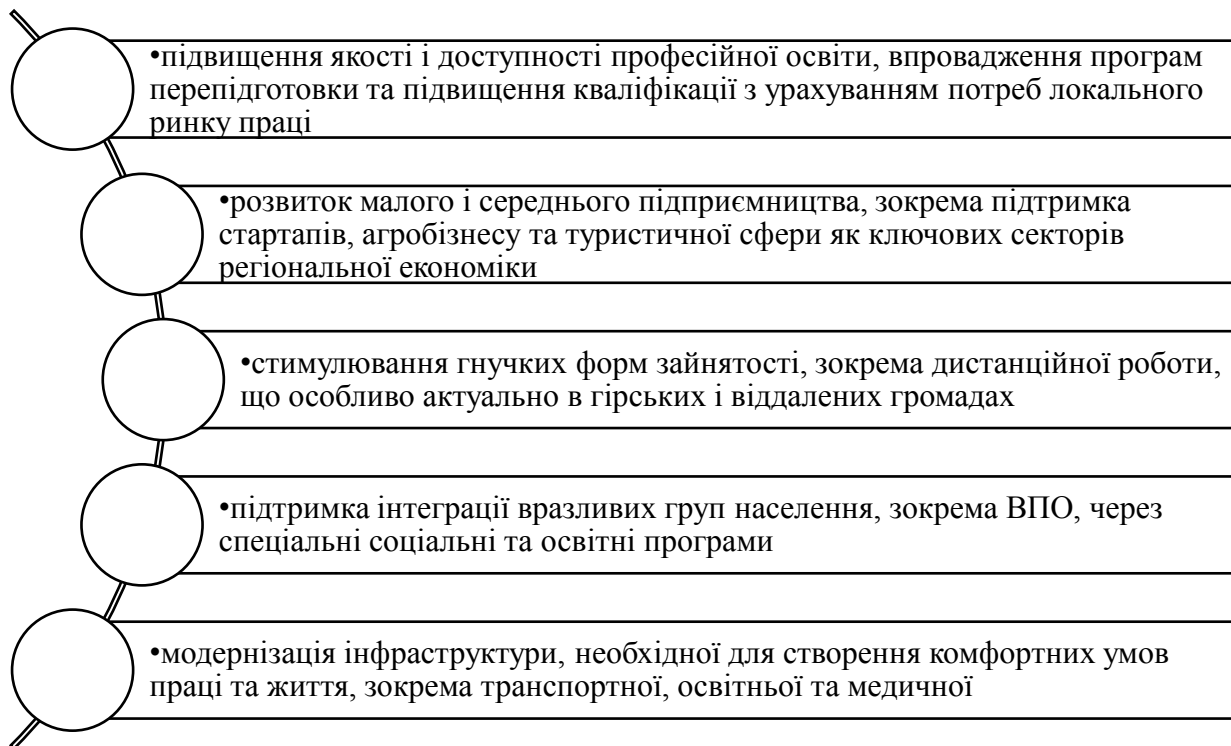 •підвищення якості і доступності професійної освіти, впровадження програм
перепідготовки та підвищення кваліфікації з урахуванням потреб локального
ринку праці
•розвиток малого і середнього підприємництва, зокрема підтримка
стартапів, агробізнесу та туристичної сфери як ключових секторів
регіональної економіки
•стимулювання гнучких форм зайнятості, зокрема дистанційної роботи,
що особливо актуально в гірських і віддалених громадах
•підтримка інтеграції вразливих груп населення, зокрема ВПО, через
спеціальні соціальні та освітні програми
•модернізація інфраструктури, необхідної для створення комфортних умов
праці та життя, зокрема транспортної, освітньої та медичної